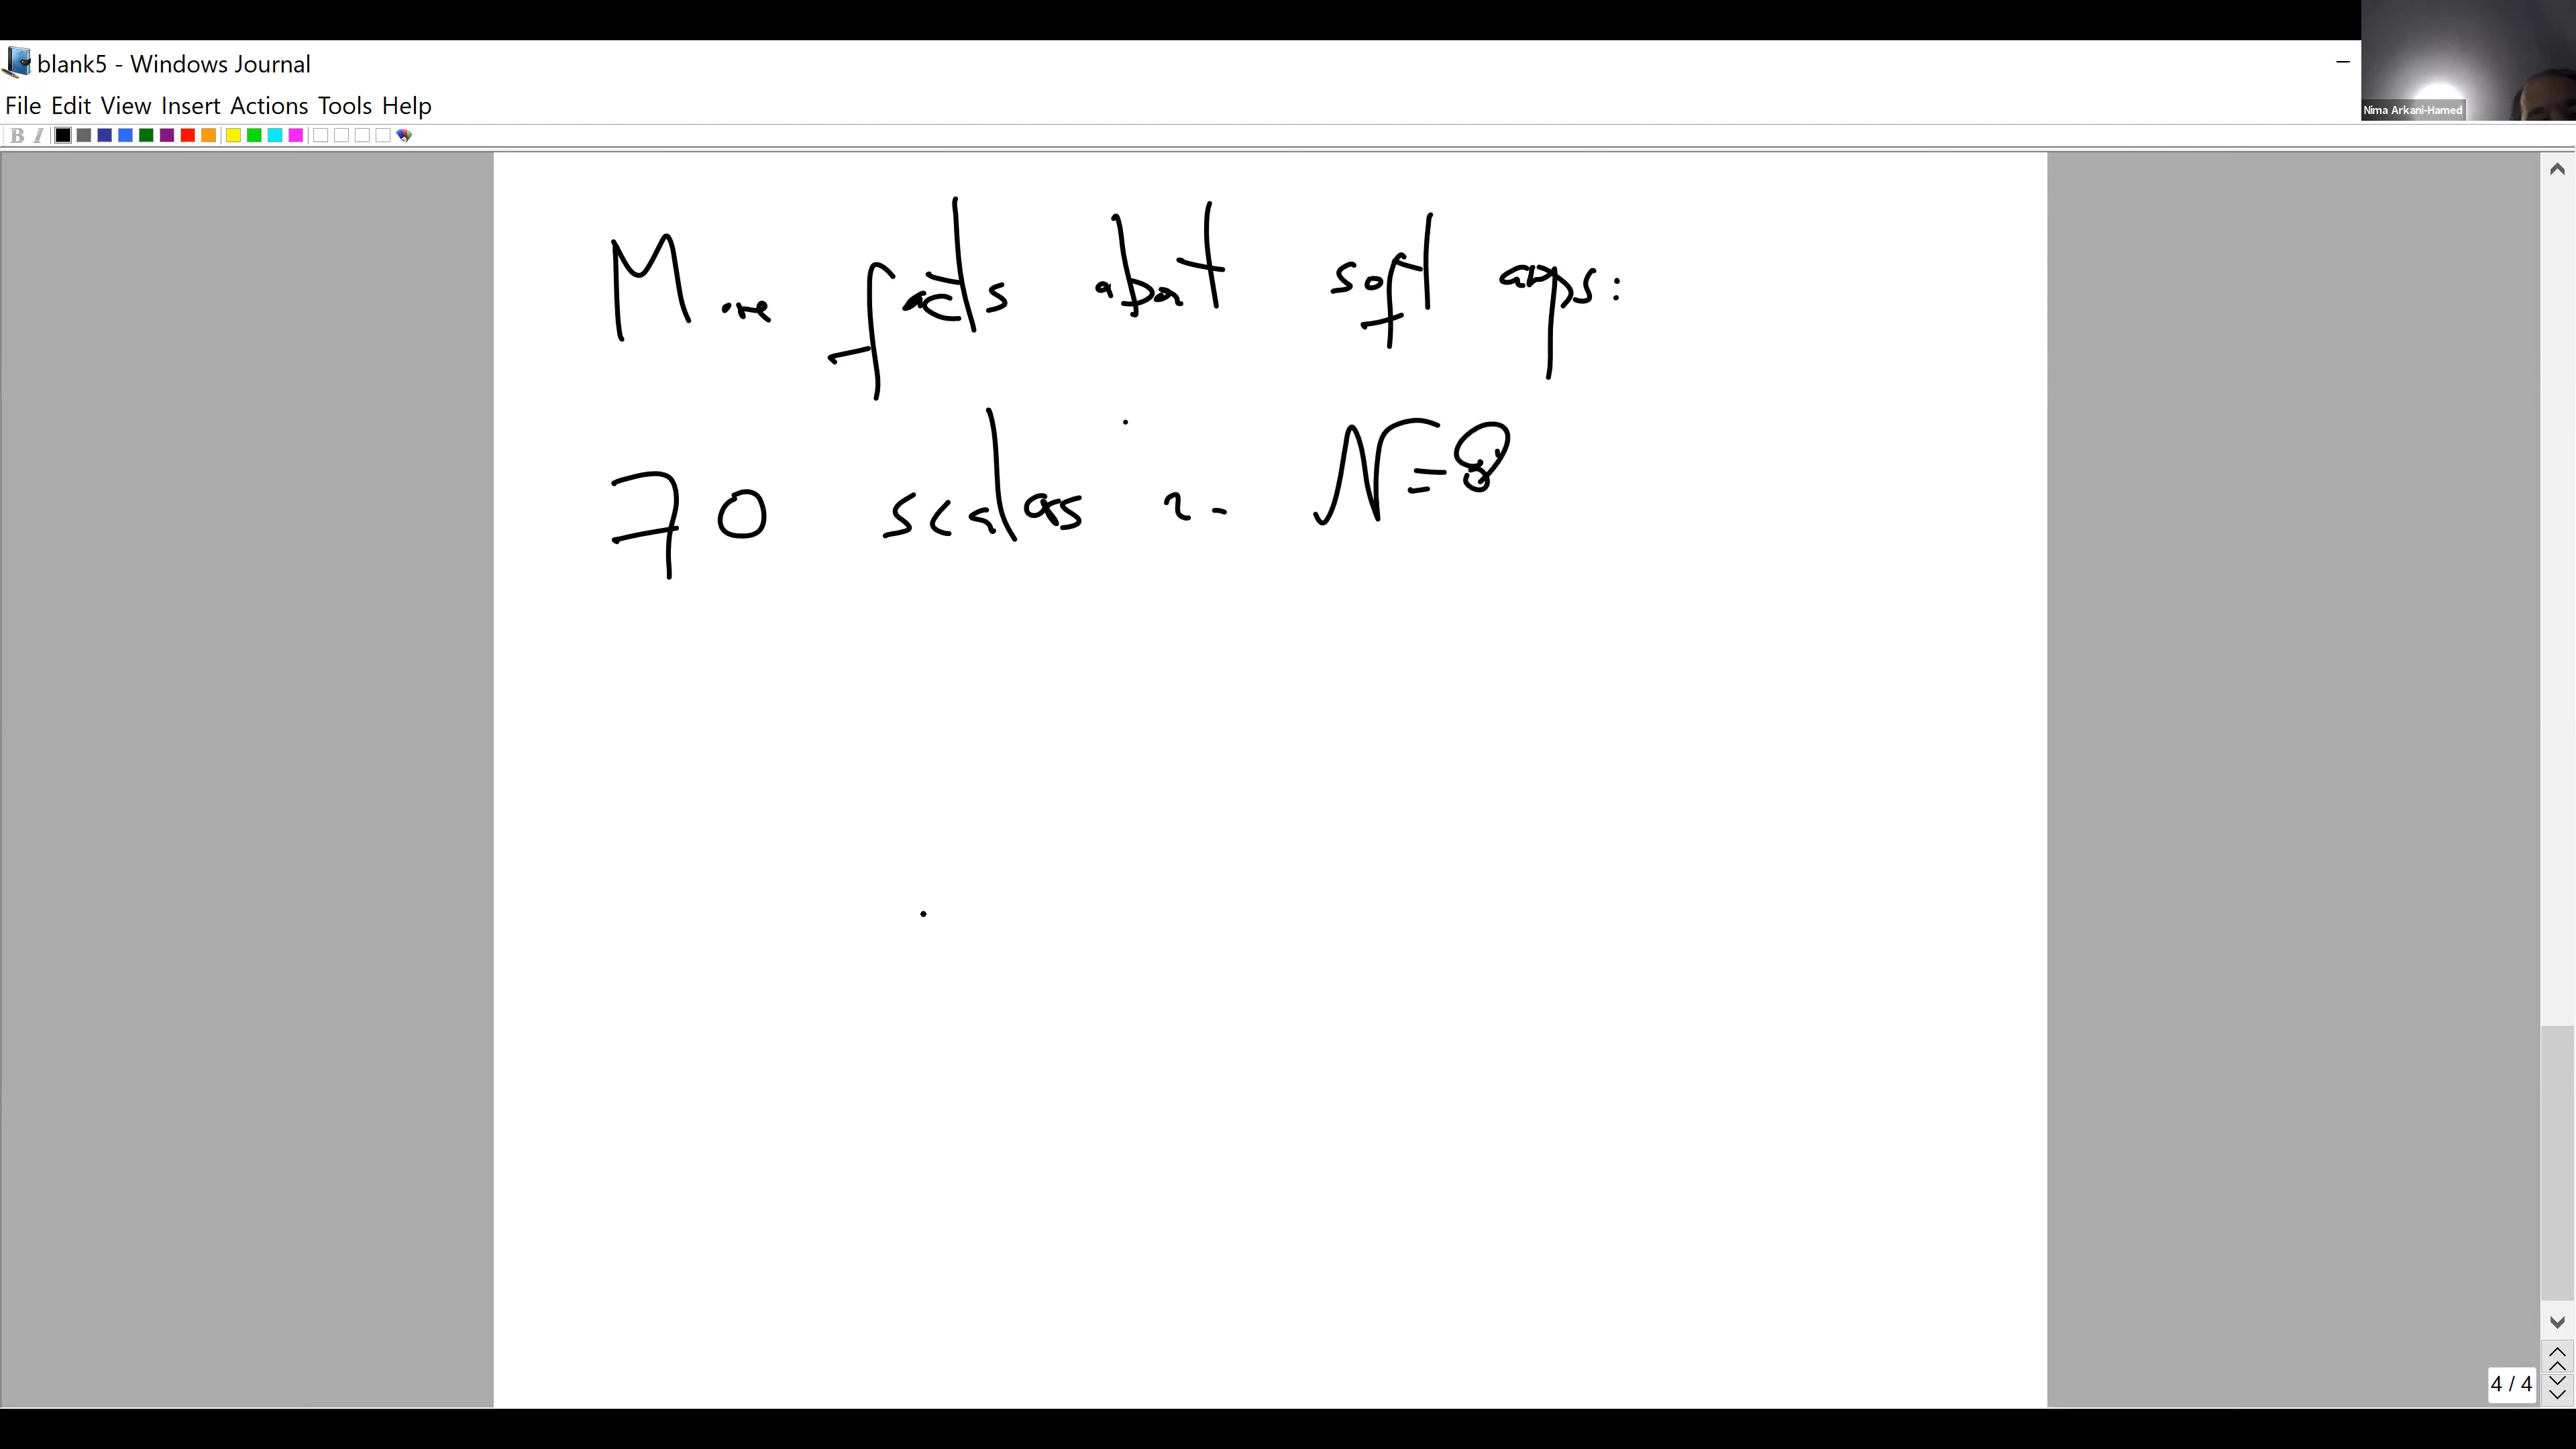 blank5 - Windows Journal
Nima Arkani-Hamed
File Edit View Insert Actions Tools Help
B I
More facts about soft amps:
70 scalars in N=8
4 / 4